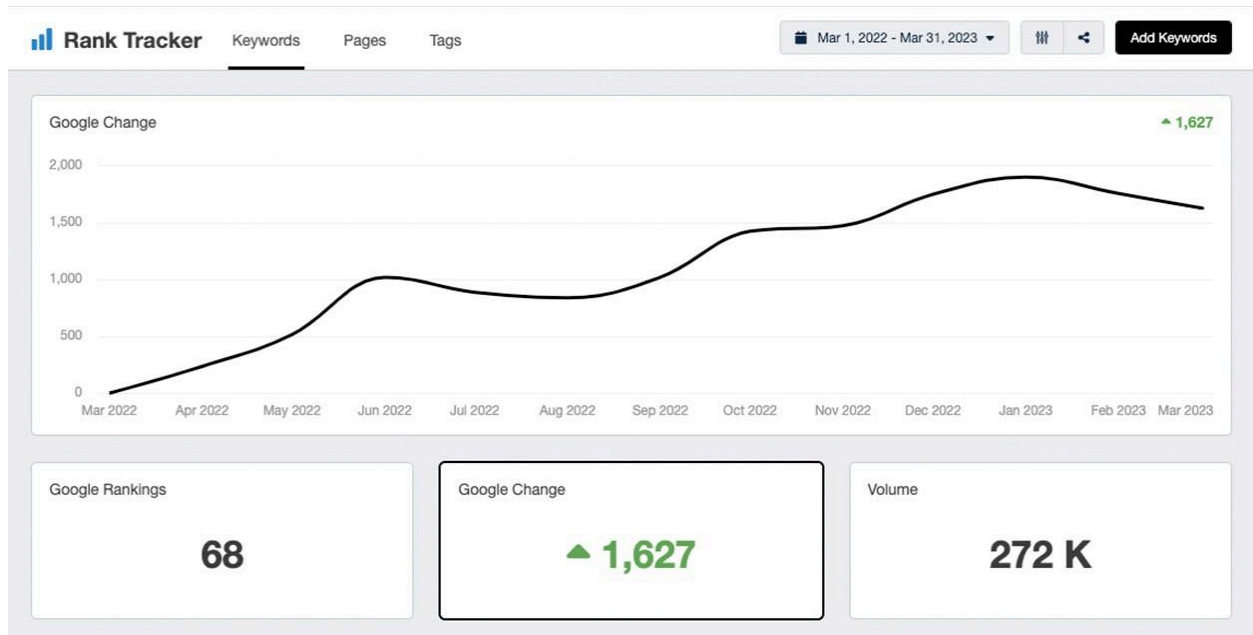 Rank Tracker Keywords Pages Tags Mar 1, 2022 - Mar 31, 2023 Add Keywords
Google Change 1,627
2,000
1,500
1,000
500
0
Mar 2022 Apr 2022 May 2022 Jun 2022 Jul 2022 Aug 2022 Sep 2022 Oct 2022 Nov 2022 Dec 2022 Jan 2023 Feb 2023 Mar 2023
Google Rankings Google Change Volume
68 1,627 272 K